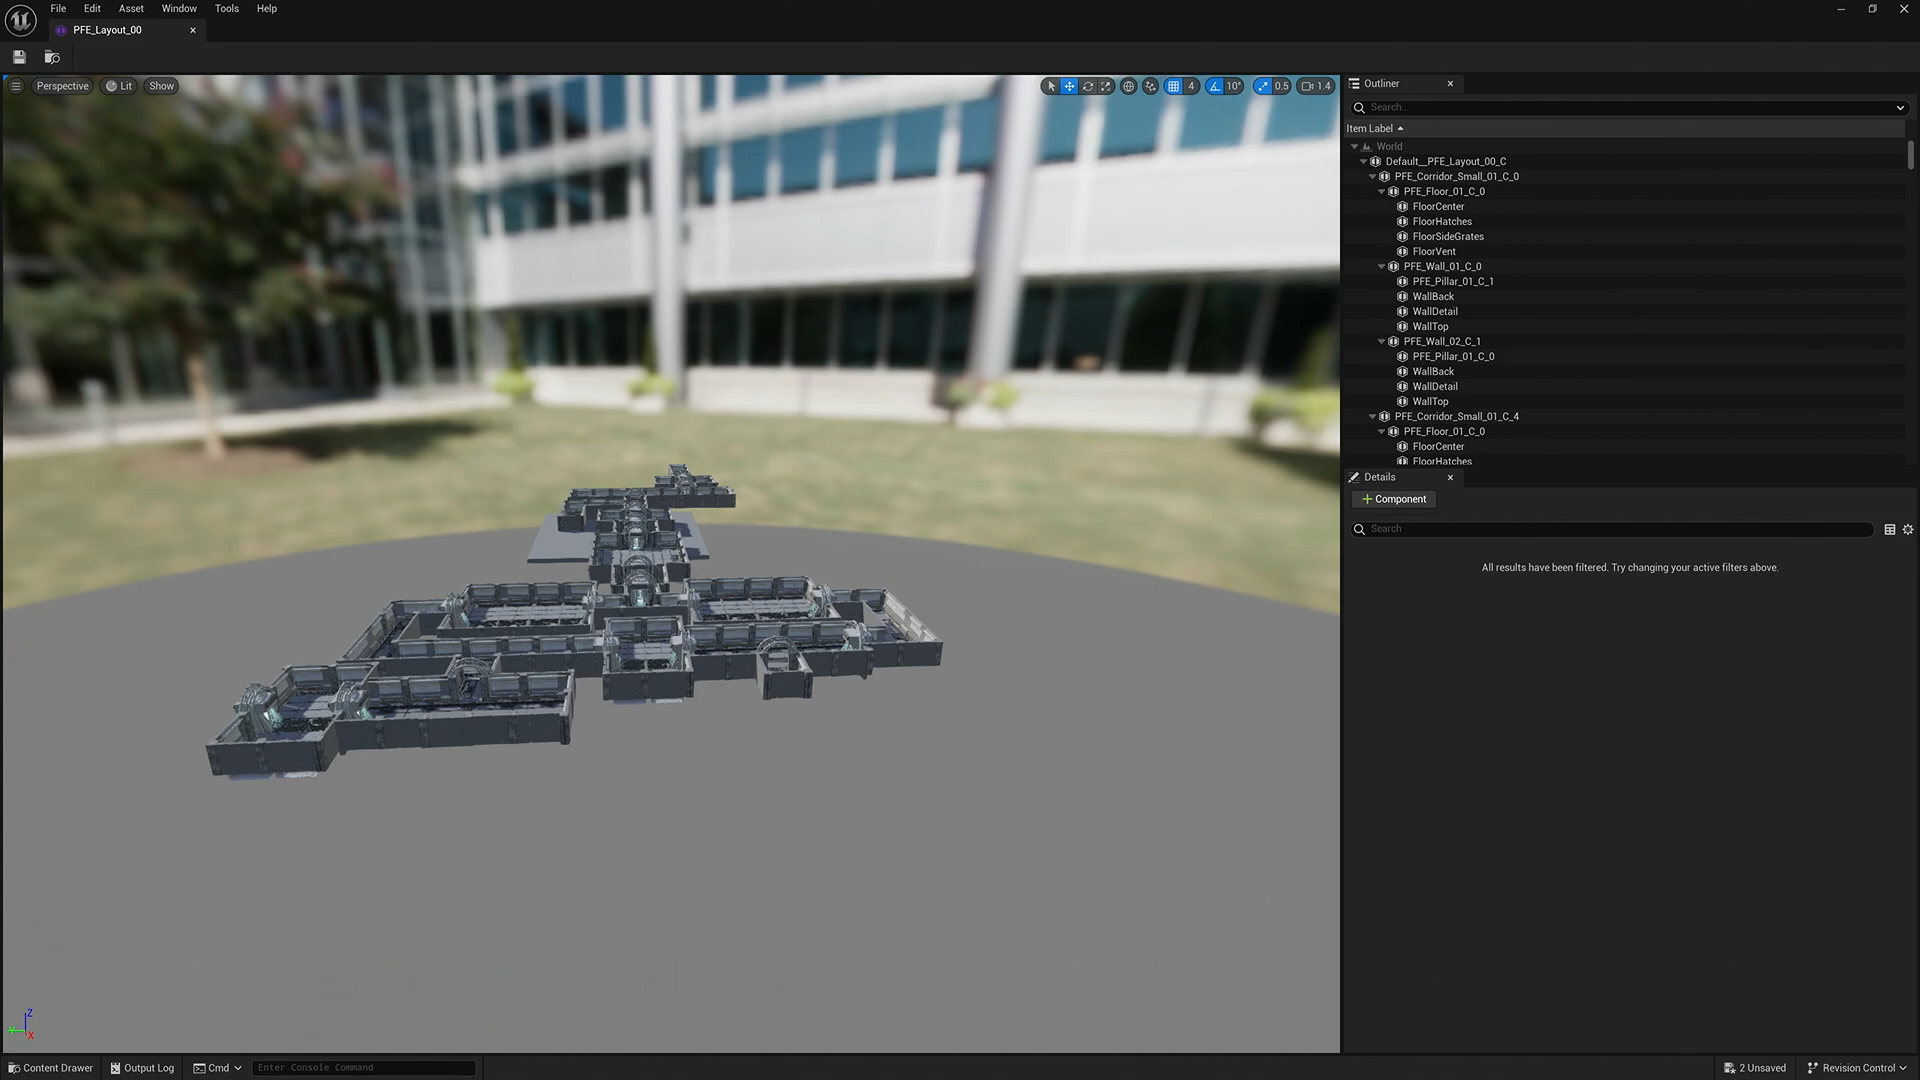 File Edit Asset Window Tools Help
PFE_Layout_00
Perspective Lit Show 4 10° 0.5 1.4
Outliner
Search...
Item Label
World
Default__PFE_Layout_00_C
PFE_Corridor_Small_01_C_0
PFE_Floor_01_C_0
FloorCenter
FloorHatches
FloorSideGrates
FloorVent
PFE_Wall_01_C_0
PFE_Pillar_01_C_1
WallBack
WallDetail
WallTop
PFE_Wall_02_C_1
PFE_Pillar_01_C_0
WallBack
WallDetail
WallTop
PFE_Corridor_Small_01_C_4
PFE_Floor_01_C_0
FloorCenter
FloorHatches
Details
+ Component
Search
All results have been filtered. Try changing your active filters above.
Z
Y
X
Content Drawer Output Log Cmd Enter Console Command 2 Unsaved Revision Control